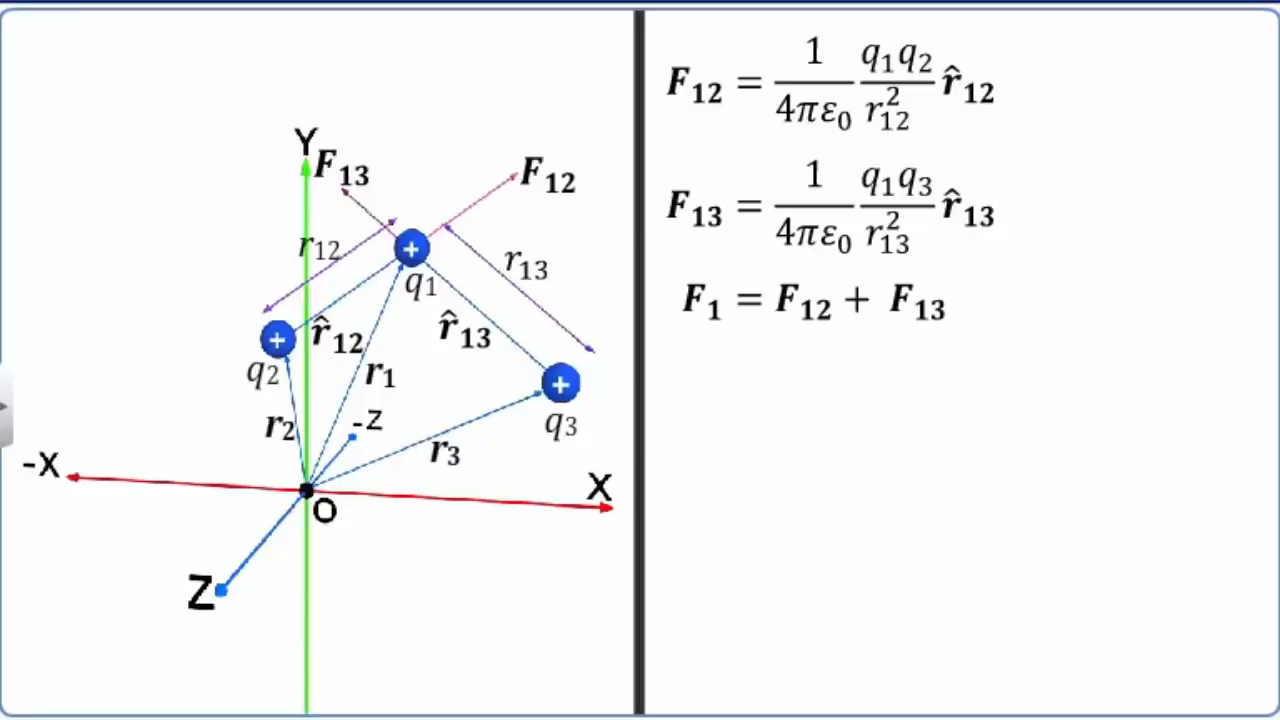 Y
F₁₃
F₁₂
r₁₂
+
r₁₃
q₁
r̂₁₂
r̂₁₃
+
q₂
r₁
+
r₂
-Z
q₃
r₃
-X
X
O
Z
F₁₂ = 1/(4πε₀) q₁q₂/r₁₂² r̂₁₂
F₁₃ = 1/(4πε₀) q₁q₃/r₁₃² r̂₁₃
F₁ = F₁₂ + F₁₃